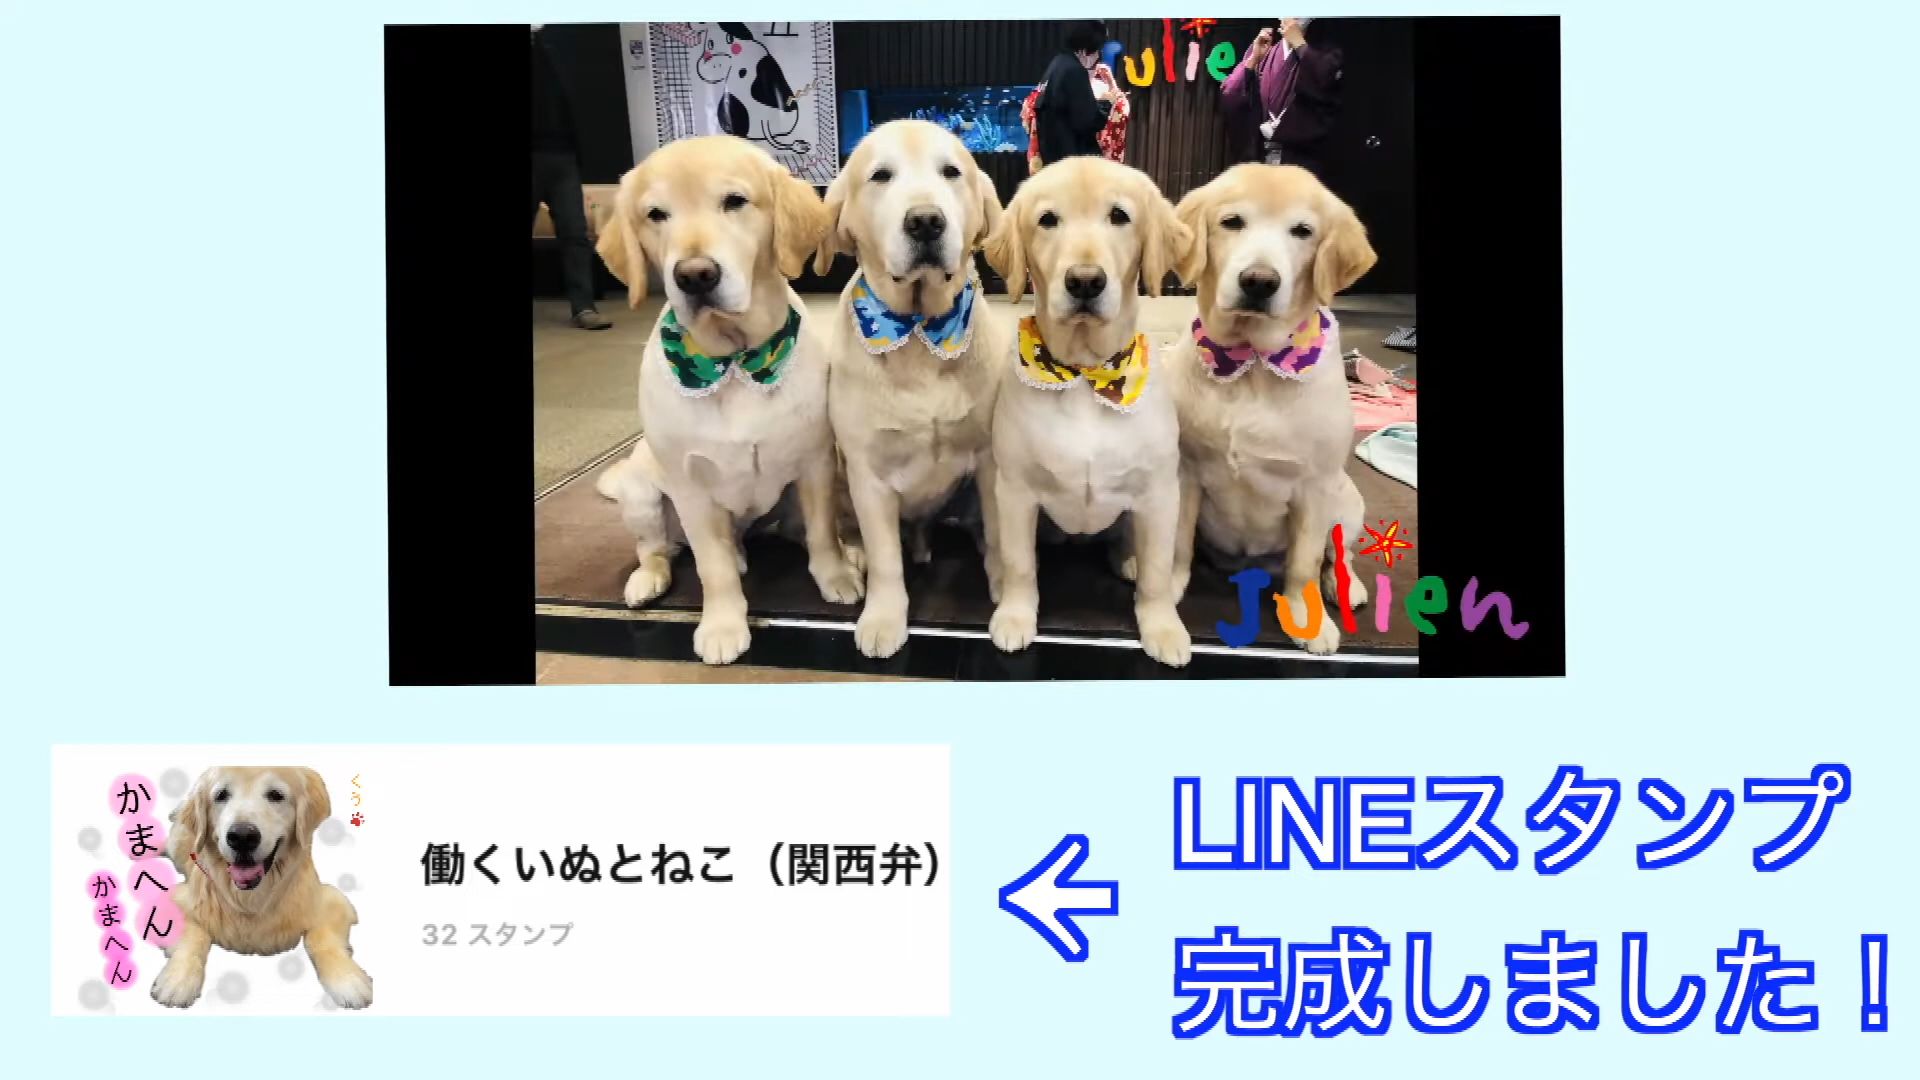 Julie
Julien
かまへん
かまへん
くう
働くいぬとねこ（関西弁）
32 スタンプ
←
LINEスタンプ
完成しました！